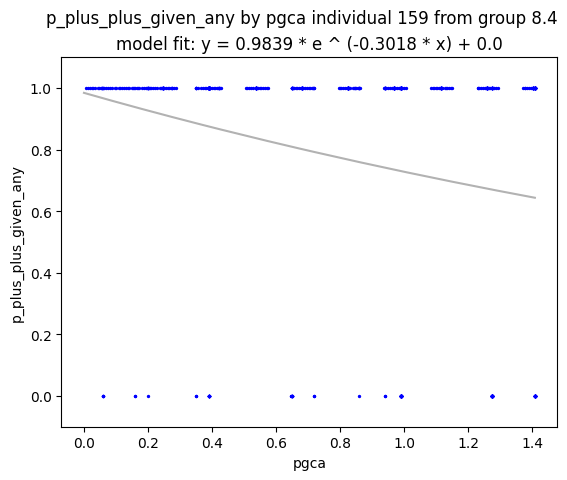 p_plus_plus_given_any by pgca individual 159 from group 8.4
model fit: y = 0.9839 * e ^ (-0.3018 * x) + 0.0
1.0
0.8
0.6
0.4
0.2
0.0
p_plus_plus_given_any
0.0 0.2 0.4 0.6 0.8 1.0 1.2 1.4
pgca